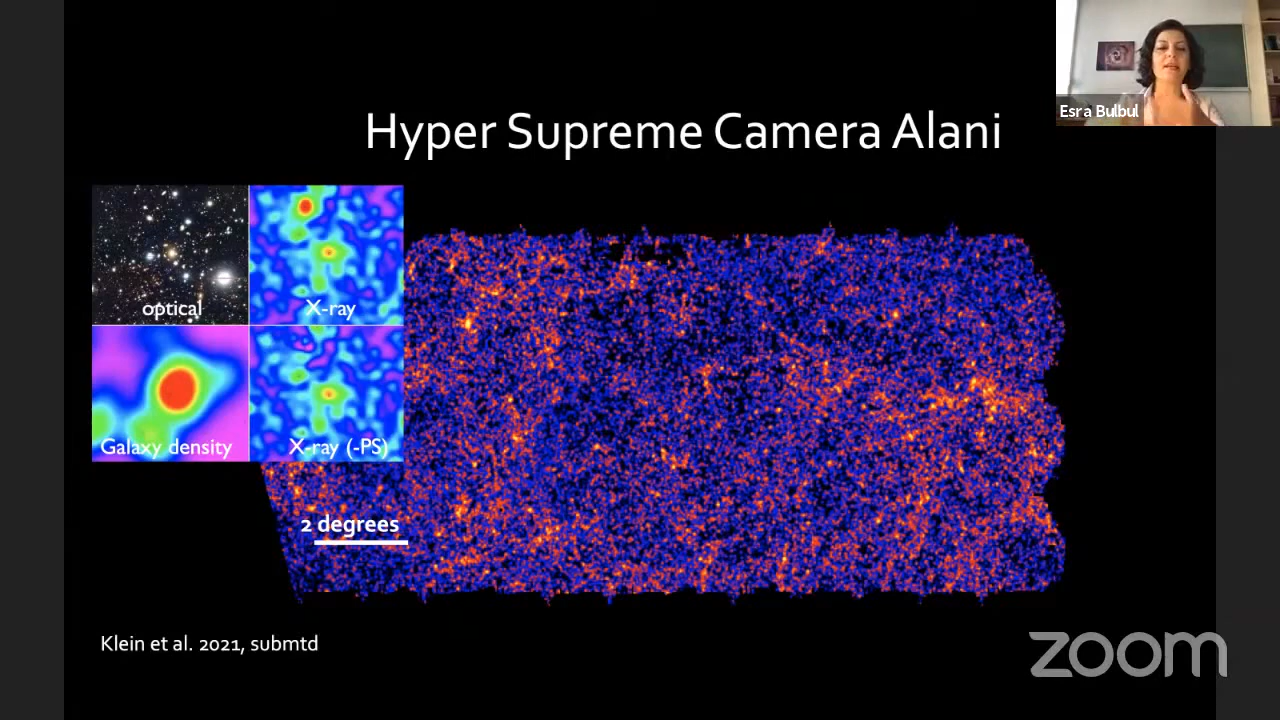 Esra Bulbul
Hyper Supreme Camera Alani
optical
X-ray
Galaxy density
X-ray (-PS)
2 degrees
Klein et al. 2021, submtd
zoom